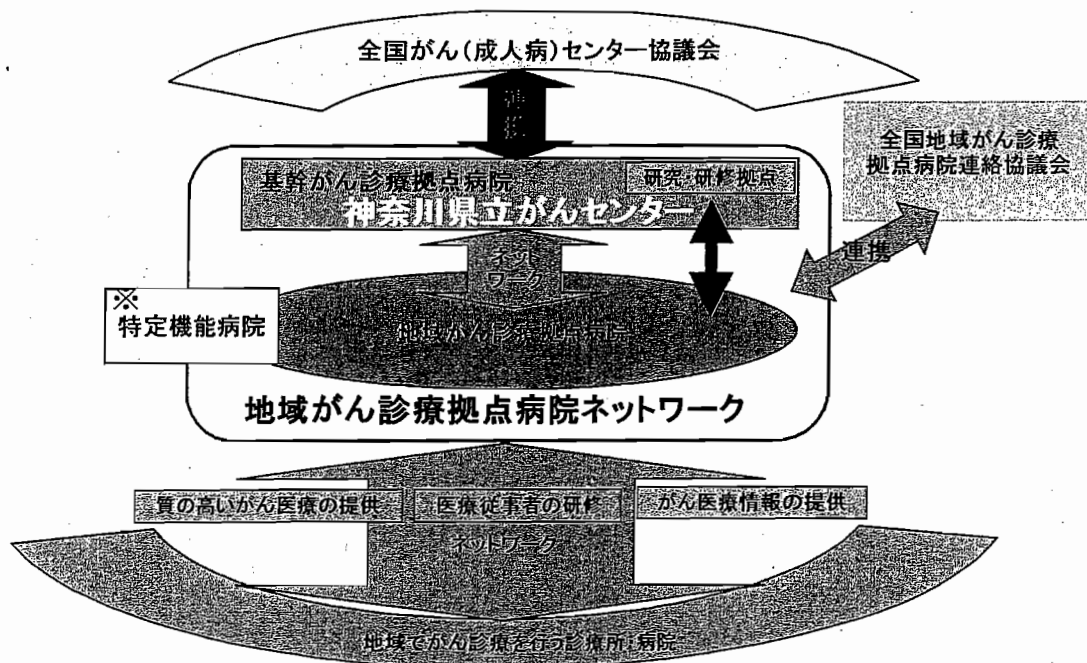 全国がん(成人病)センター協議会
連携
全国地域がん診療
拠点病院連絡協議会
基幹がん診療拠点病院
研究・研修拠点
神奈川県立がんセンター
連携
ネット
ワーク
※
特定機能病院
地域がん診療拠点病院
地域がん診療拠点病院ネットワーク
質の高いがん医療の提供
医療従事者の研修
がん医療情報の提供
ネットワーク
地域でがん診療を行う診療所・病院